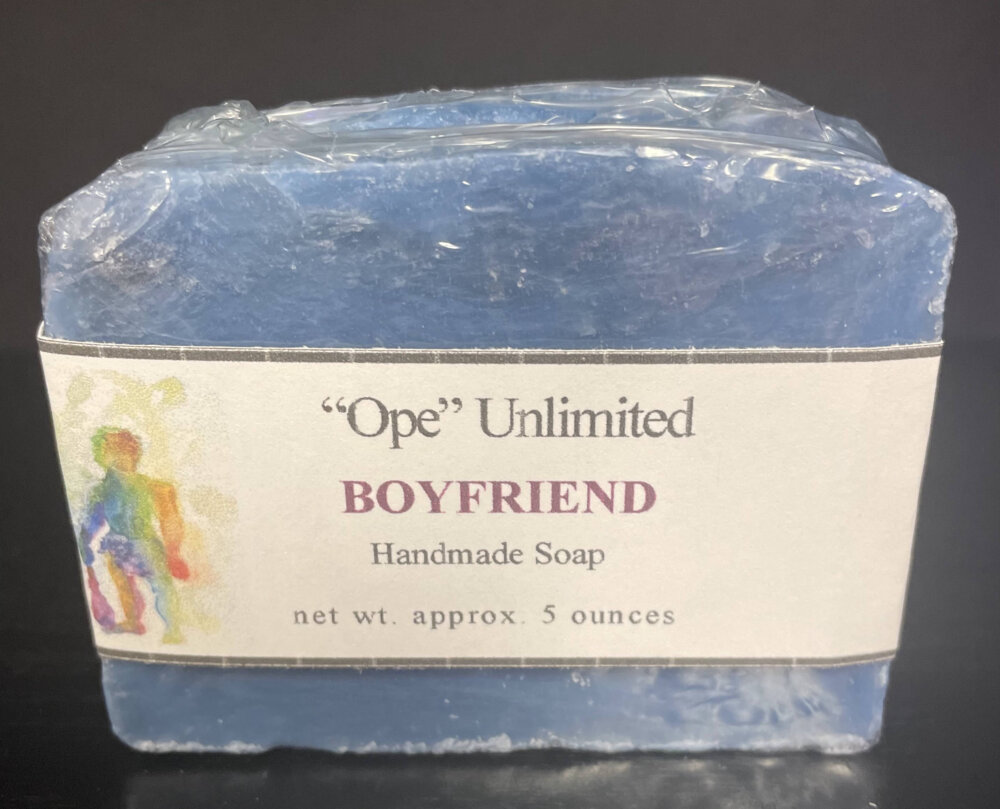 “Ope” Unlimited
BOYFRIEND
Handmade Soap
net wt. approx. 5 ounces